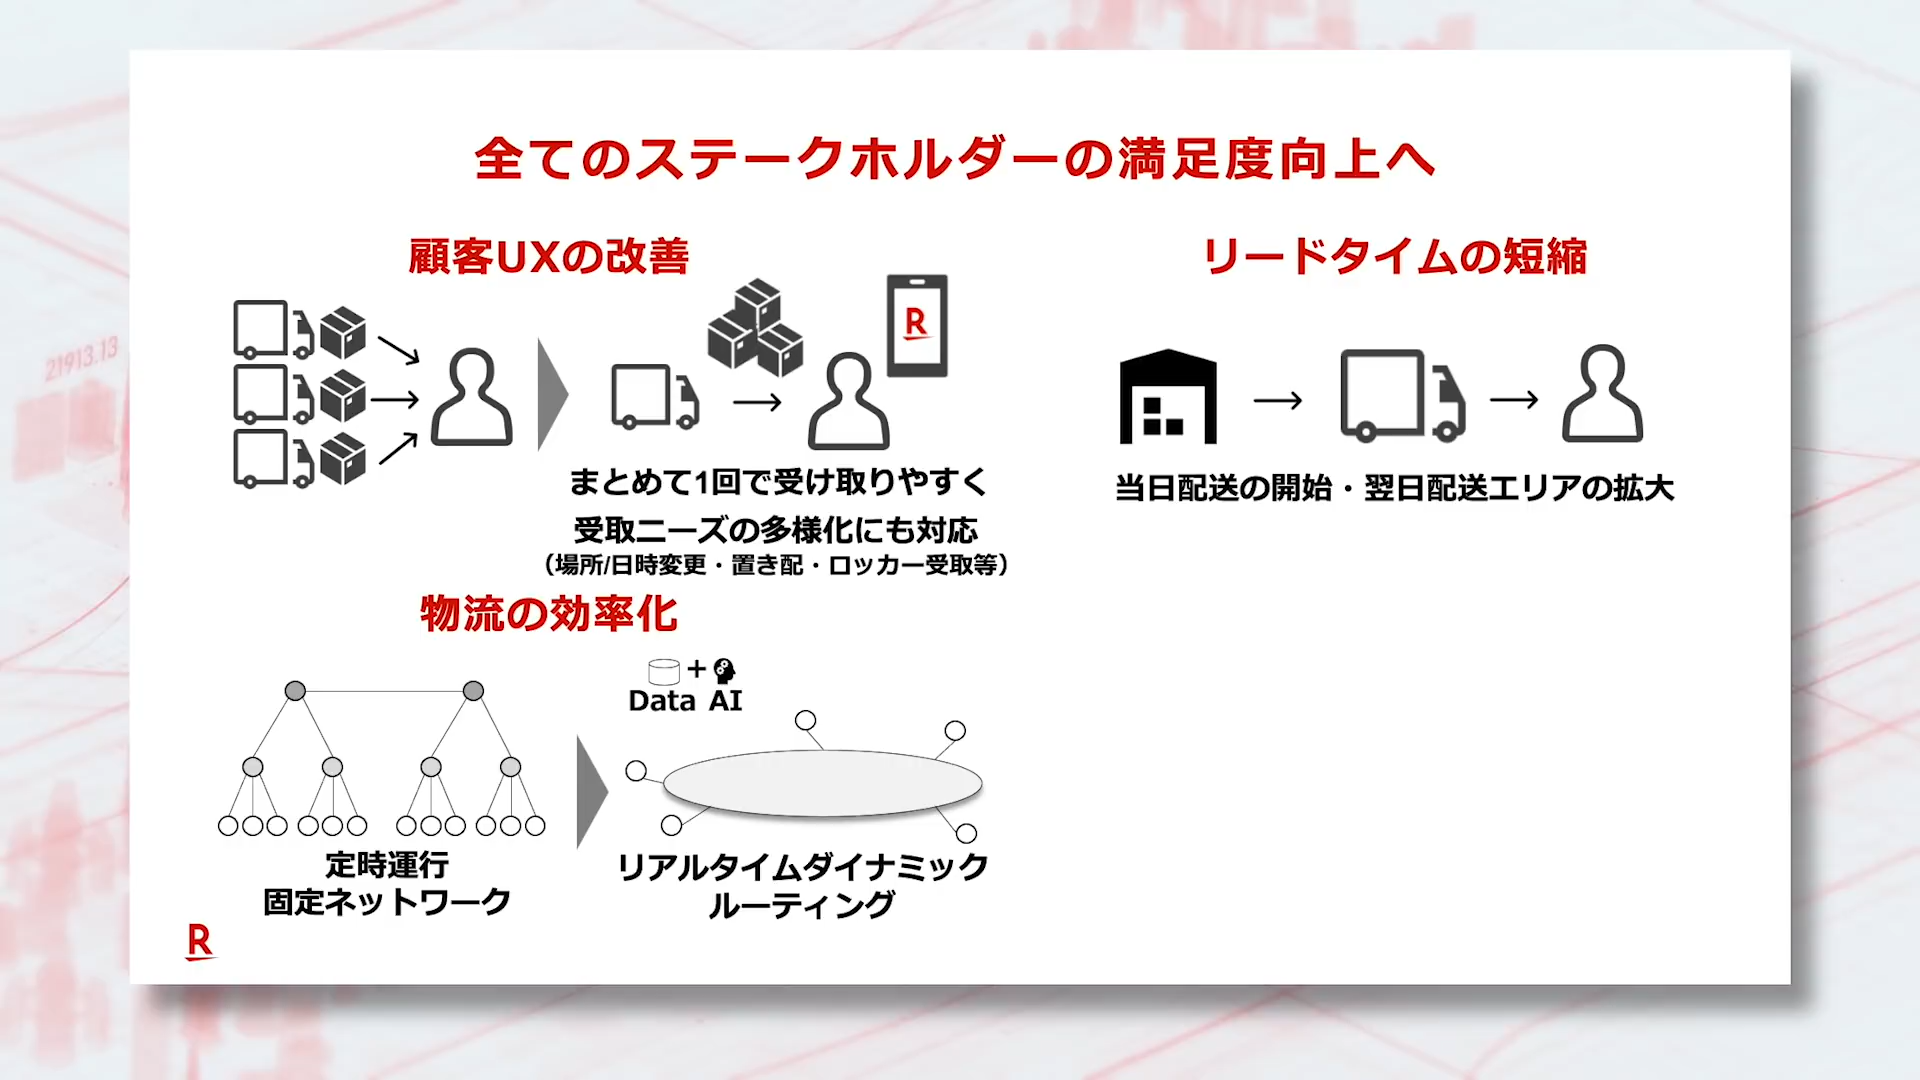 全てのステークホルダーの満足度向上へ
顧客UXの改善
R
まとめて1回で受け取りやすく
受取ニーズの多様化にも対応
（場所/日時変更・置き配・ロッカー受取等）
リードタイムの短縮
当日配送の開始・翌日配送エリアの拡大
物流の効率化
+
Data AI
定時運行
固定ネットワーク
リアルタイムダイナミック
ルーティング
R
21913.13